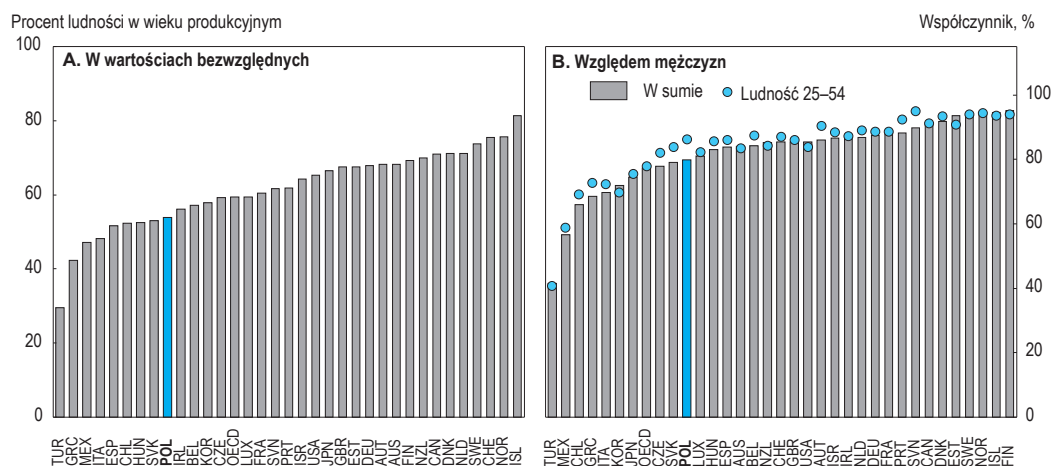 Procent ludności w wieku produkcyjnym
Współczynnik, %
A. W wartościach bezwzględnych
100
80
60
40
20
0
TUR GRC MEX ITA ESP CHL HUN SVK POL IRL BEL KOR CZE OECD LUX FRA SVN PRT ISR USA JPN GBR EST DEU AUT AUS FIN NZL CAN DNK NLD SWE CHE NOR ISL
B. Względem mężczyzn
W sumie
Ludność 25–54
100
80
60
40
20
0
TUR MEX CHL GRC ITA KOR JPN OECD CZE SVK POL LUX HUN ESP AUS BEL NZL CHE GBR USA AUT ISR IRL NLD DEU FRA PRT SVN CAN DNK EST SWE NOR ISL FIN